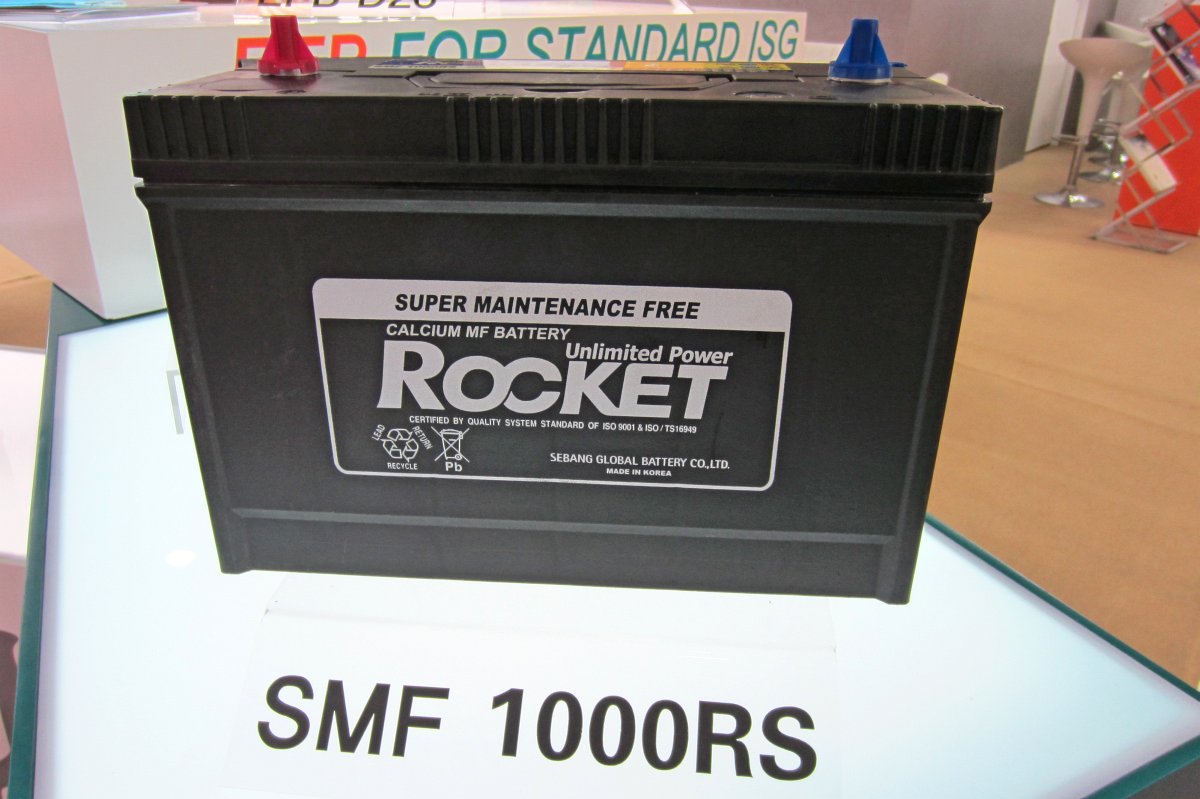 FOR STANDARD ISG
SUPER MAINTENANCE FREE
CALCIUM MF BATTERY
Unlimited Power
ROCKET
CERTIFIED BY QUALITY SYSTEM STANDARD OF ISO 9001 & ISO / TS16949
LEAD RETURN
RECYCLE
Pb
SEBANG GLOBAL BATTERY CO., LTD.
MADE IN KOREA
SMF 1000RS